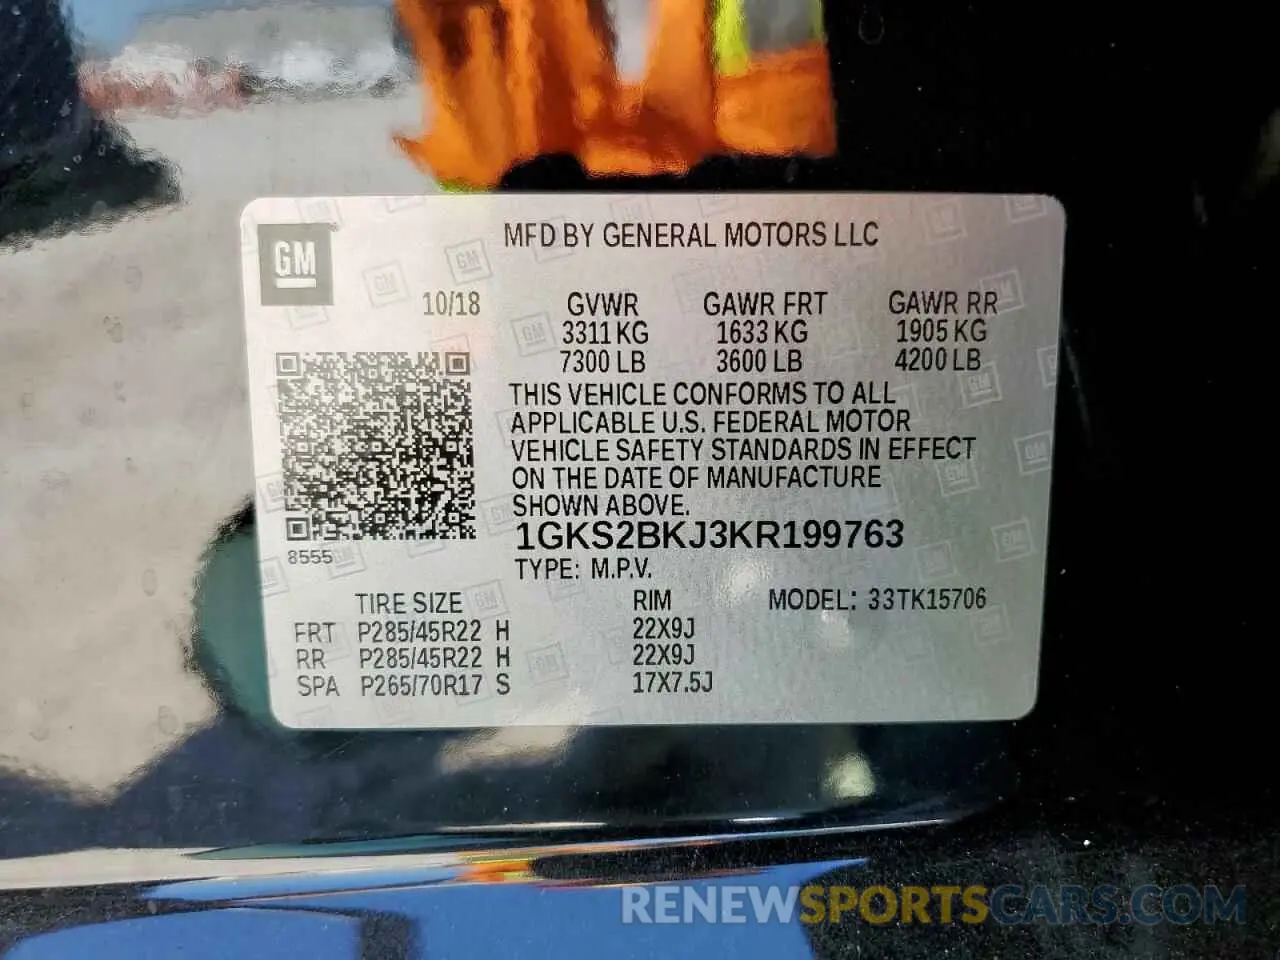 GM
MFD BY GENERAL MOTORS LLC
10/18 GVWR GAWR FRT GAWR RR
3311 KG 1633 KG 1905 KG
7300 LB 3600 LB 4200 LB
THIS VEHICLE CONFORMS TO ALL
APPLICABLE U.S. FEDERAL MOTOR
VEHICLE SAFETY STANDARDS IN EFFECT
ON THE DATE OF MANUFACTURE
SHOWN ABOVE.
1GKS2BKJ3KR199763
8555
TYPE: M.P.V.
TIRE SIZE RIM MODEL: 33TK15706
FRT P285/45R22 H 22X9J
RR P285/45R22 H 22X9J
SPA P265/70R17 S 17X7.5J
RENEWSPORTSCARS.COM